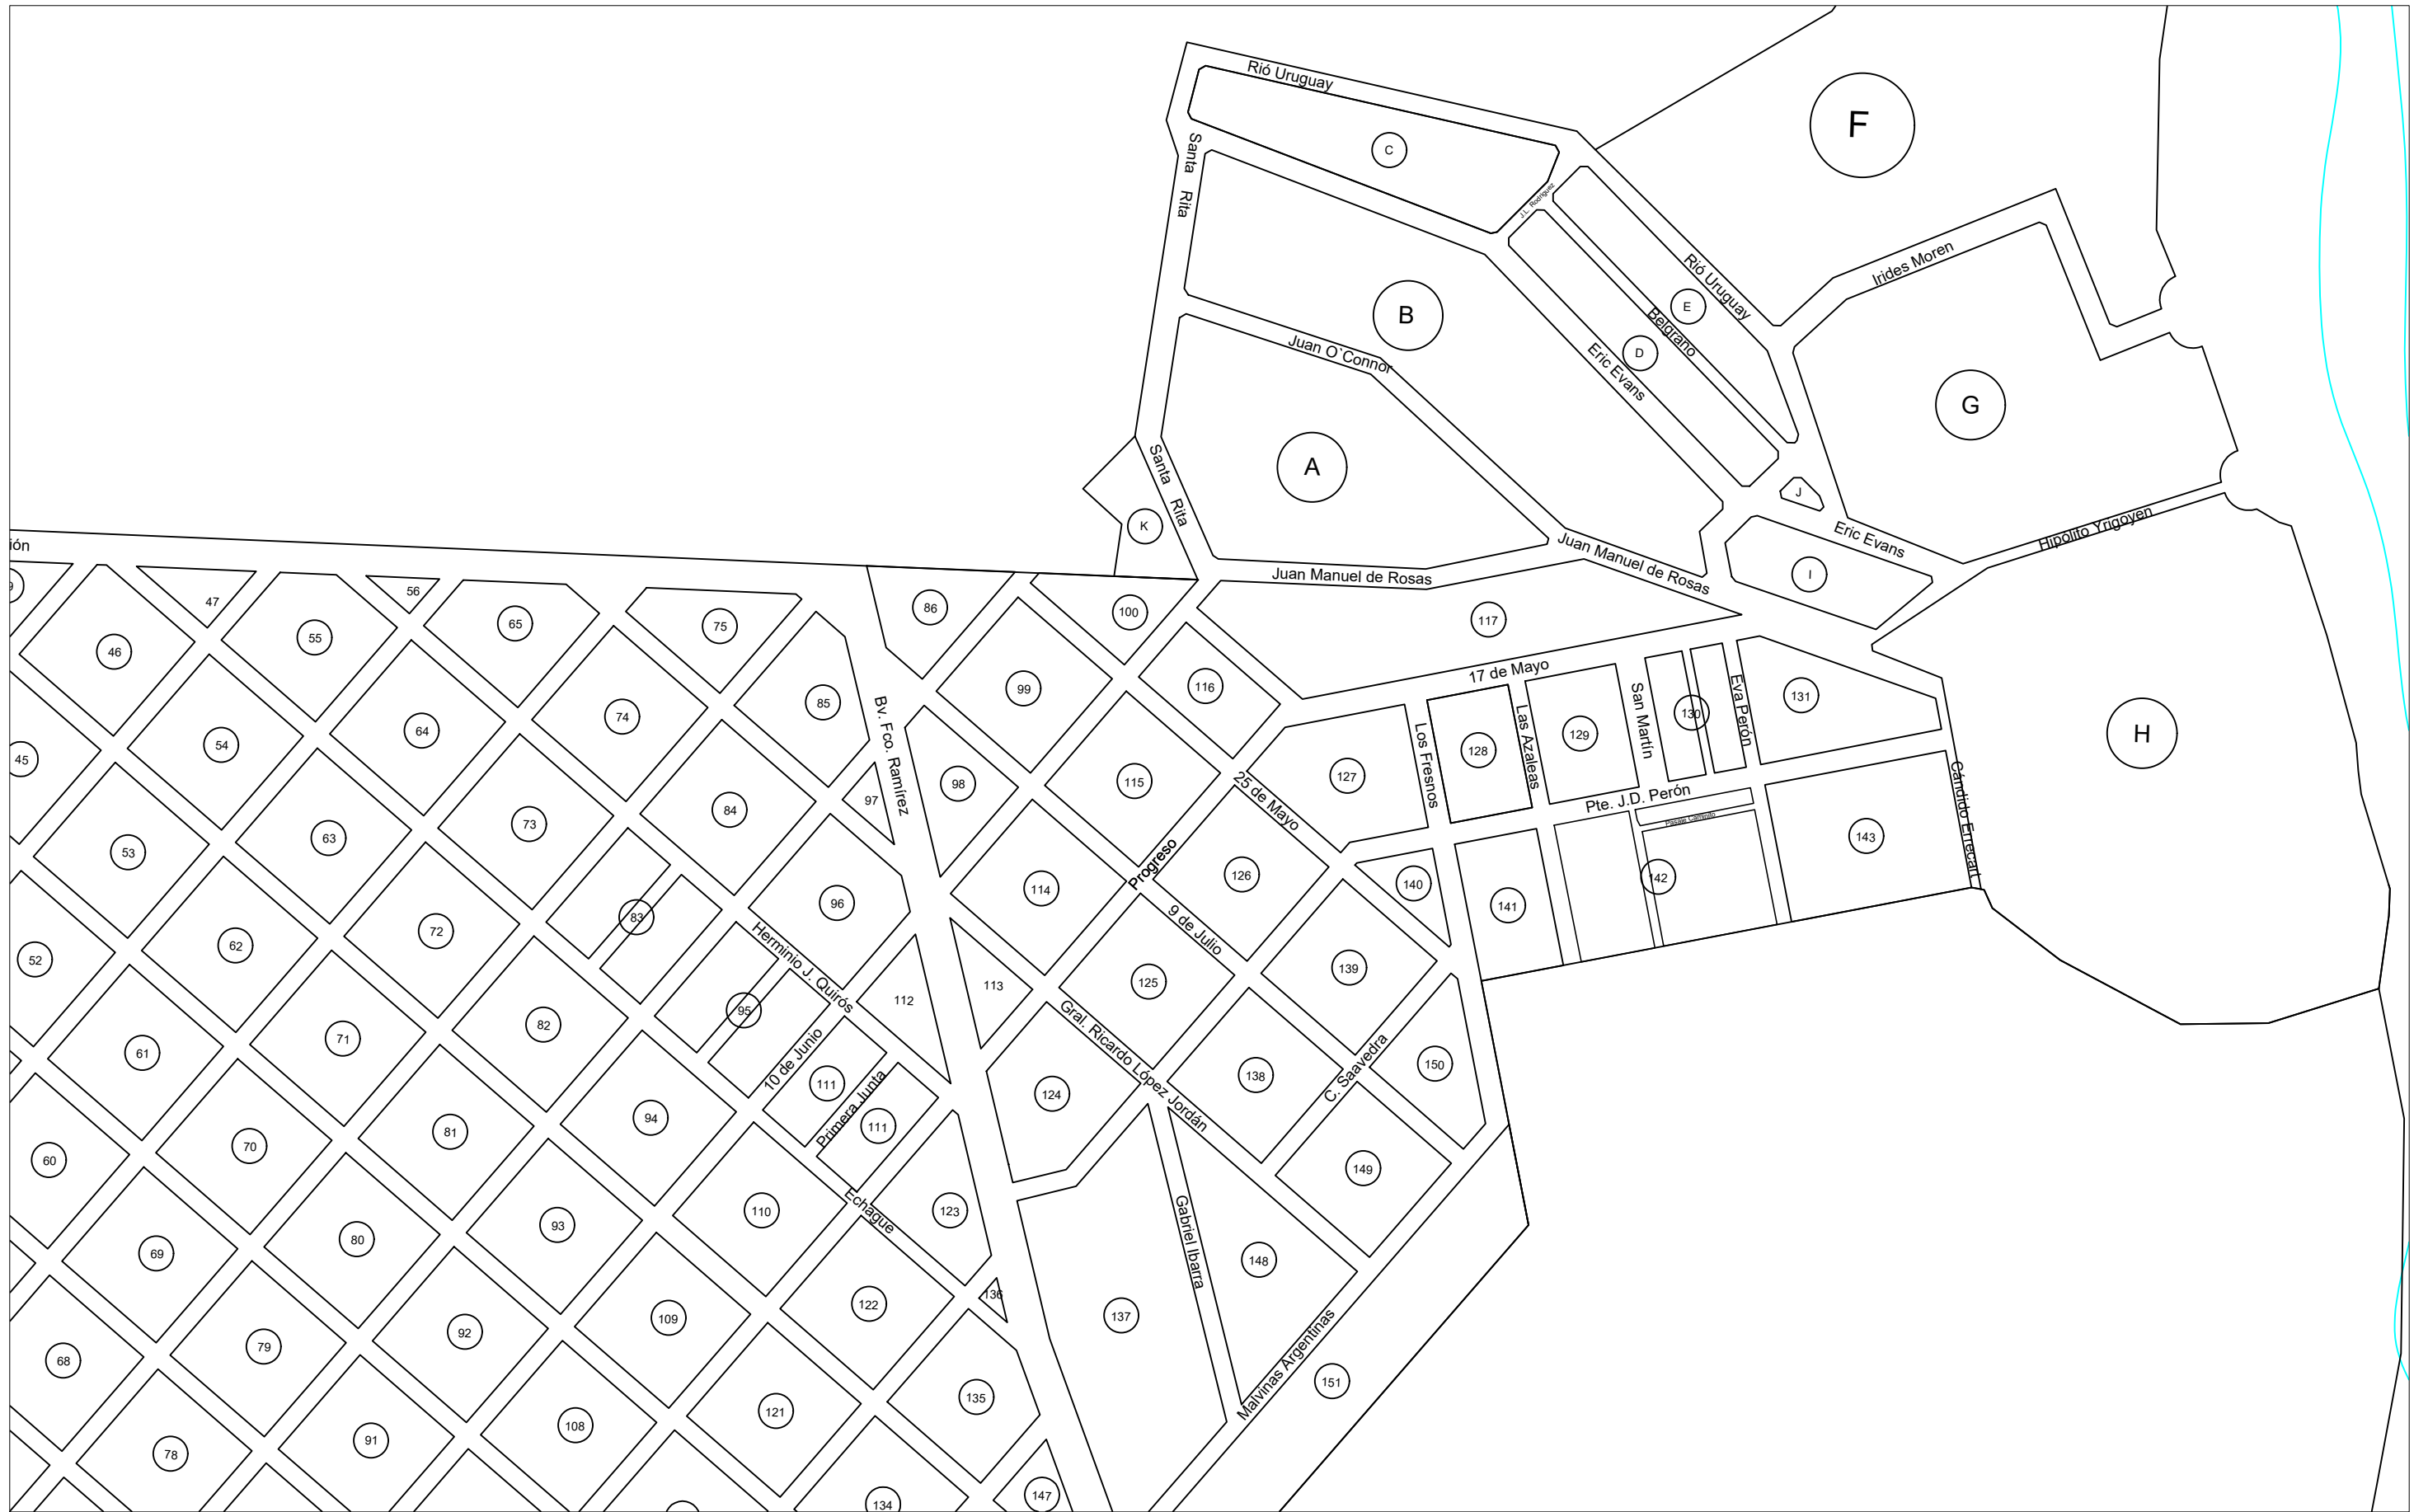 Rió Uruguay
F
C
Santa Rita
J.L. Rodriguez
Irides Moren
Rió Uruguay
E
B
Belgrano
Juan O`Connor
D
Eric Evans
G
A
Santa Rita
J
K
Eric Evans
Hipolito Yrigoyen
ión
Juan Manuel de Rosas
Juan Manuel de Rosas
I
9
47
56
86
100
117
46
55
65
75
17 de Mayo
99
116
131
San Martín
Eva Perón
130
85
Bv. Fco. Ramírez
64
74
54
Los Fresnos
128
Las Azaleas
129
H
45
98
115
127
25 de Mayo
Pte. J.D. Perón
Cándido Errecart
97
53
63
73
84
143
Progreso
126
140
142
114
96
9 de Julio
141
83
72
62
52
Herminio J. Quirós
113
125
139
112
95
61
71
82
Gral. Ricardo López Jordán
10 de Junio
111
138
C. Saavedra
150
Primera Junta
124
111
94
81
70
60
149
Echague
123
110
93
80
69
Gabriel Ibarra
148
136
122
109
92
79
68
137
Malvinas Argentinas
151
135
121
108
91
78
147
134